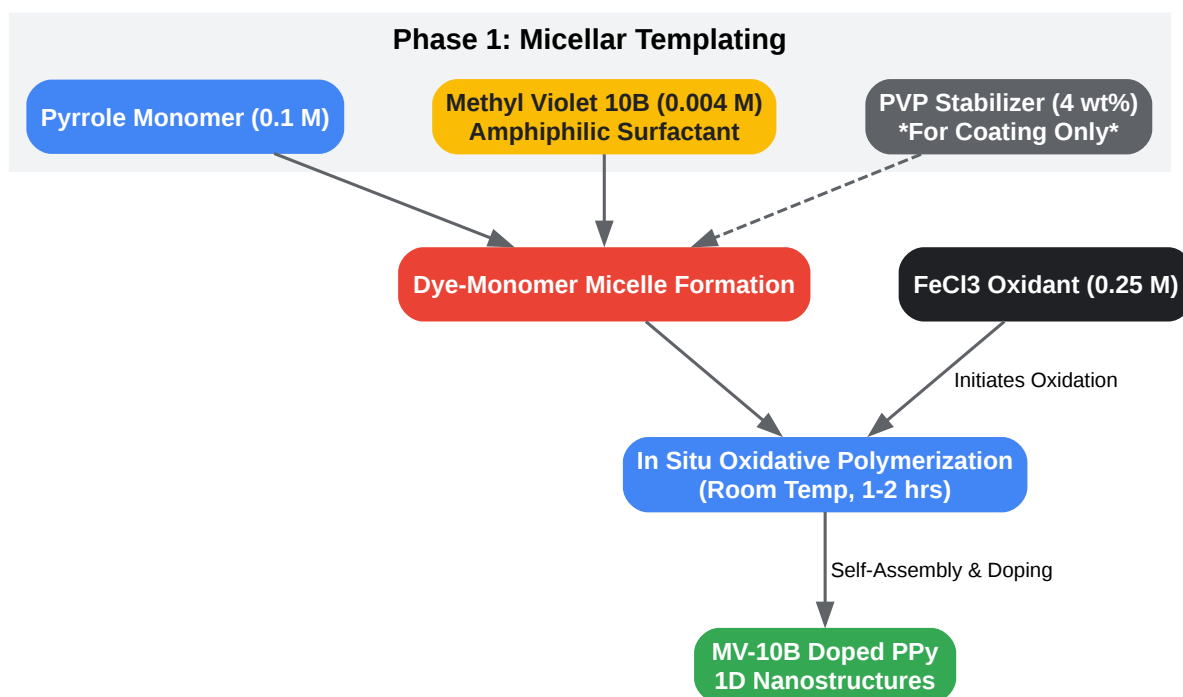 Phase 1: Micellar Templating
Pyrrole Monomer (0.1 M)
Methyl Violet 10B (0.004 M)
Amphiphilic Surfactant
PVP Stabilizer (4 wt%)
*For Coating Only*
Dye-Monomer Micelle Formation
FeCl3 Oxidant (0.25 M)
Initiates Oxidation
In Situ Oxidative Polymerization
(Room Temp, 1-2 hrs)
Self-Assembly & Doping
MV-10B Doped PPy
1D Nanostructures